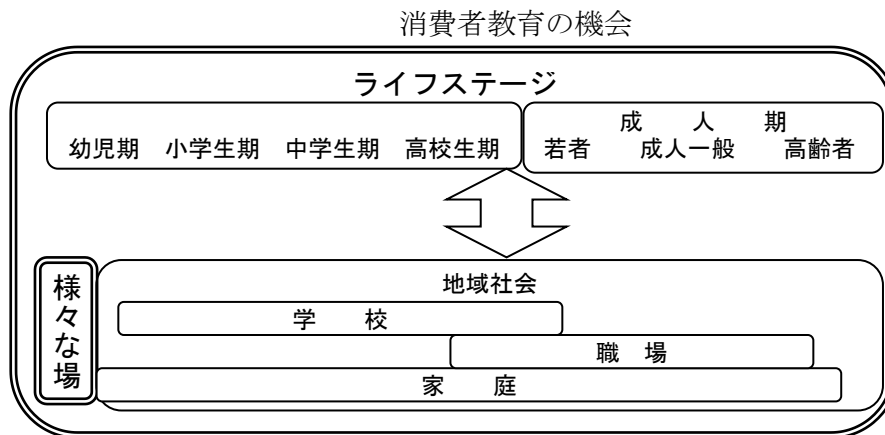 消費者教育の機会
ライフステージ
成人期
幼児期 小学生期 中学生期 高校生期
若者 成人一般 高齢者
様々な場
地域社会
学校
職場
家庭